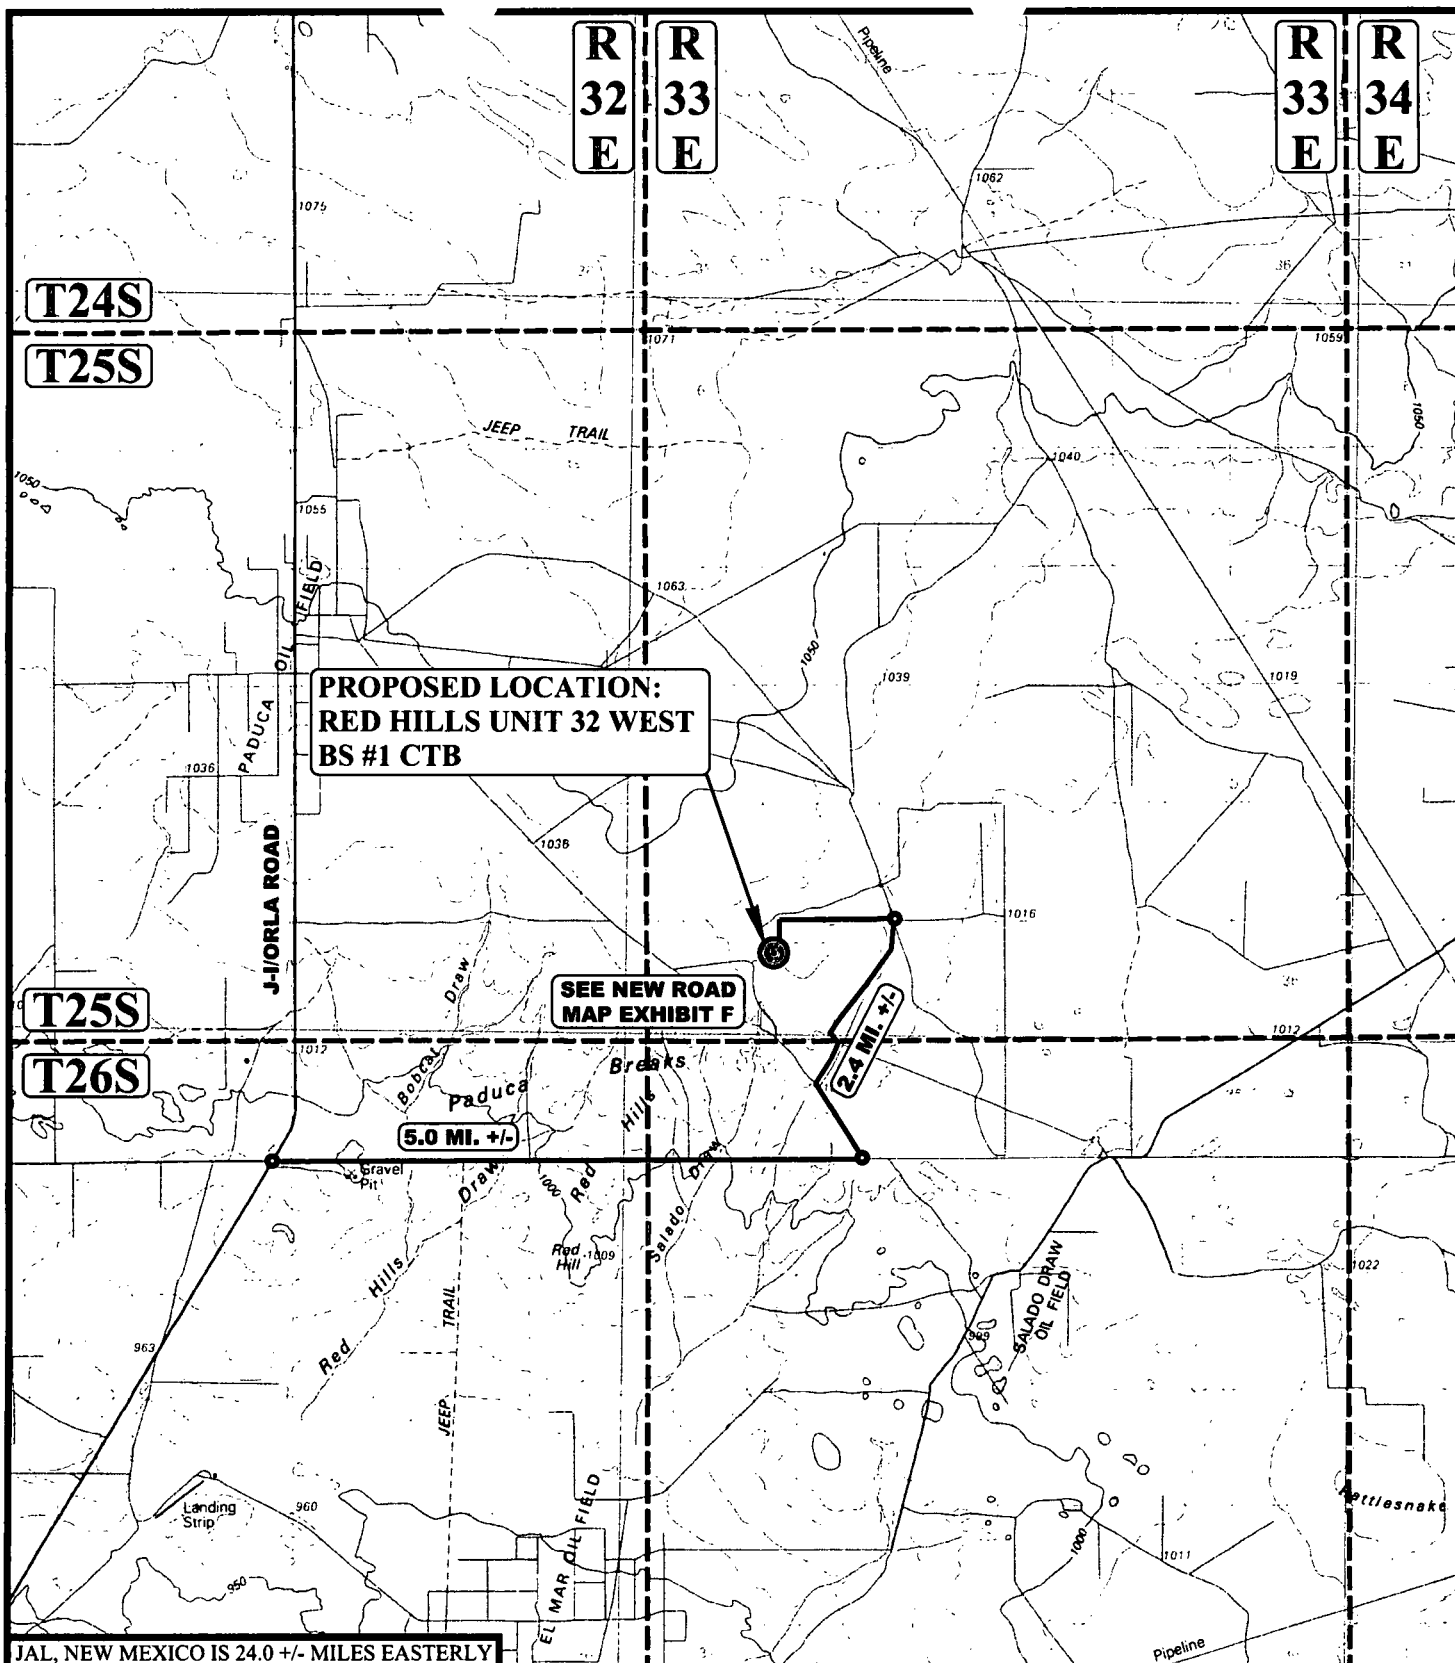 R
32
E
R
33
E
R
33
E
R
34
E
Pipeline
1062
1075
36
31
T24S
T25S
1071
1059
6
JEEP TRAIL
1050
1050
1040
1055
1063
PADUCA OIL FIELD
1050
1039
1019
PROPOSED LOCATION:
RED HILLS UNIT 32 WEST
BS #1 CTB
1036
1038
J-1/ORLA ROAD
1016
Bobcat Draw
SEE NEW ROAD
MAP EXHIBIT F
2.4 MI. +/-
T25S
T26S
1012
1012
Paduca Breaks
5.0 MI. +/-
Gravel
Pit
Red Hills Draw
1000
Red Hills
Salado Draw
Red
Hill
1009
JEEP TRAIL
SALADO DRAW
OIL FIELD
1022
963
999
Landing
Strip
960
950
EL MAR OIL FIELD
Rattlesnake
1000
1011
Pipeline
JAL, NEW MEXICO IS 24.0 +/- MILES EASTERLY